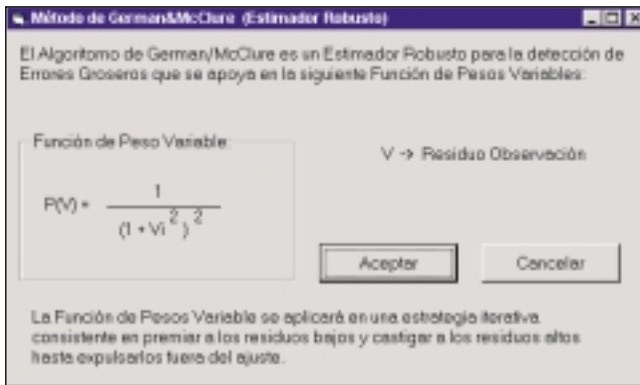 Método de German&McClure (Estimador Robusto)
El Algoritmo de German/McClure es un Estimador Robusto para la detección de
Errores Groseros que se apoya en la siguiente Función de Pesos Variables:
Función de Peso Variable:
V -> Residuo Observación
P(V) = 1 / (1 + Vi^2)^2
Aceptar Cancelar
La Función de Pesos Variable se aplicará en una estrategia iterativa
consistente en premiar a los residuos bajos y castigar a los residuos altos
hasta expulsarlos fuera del ajuste.